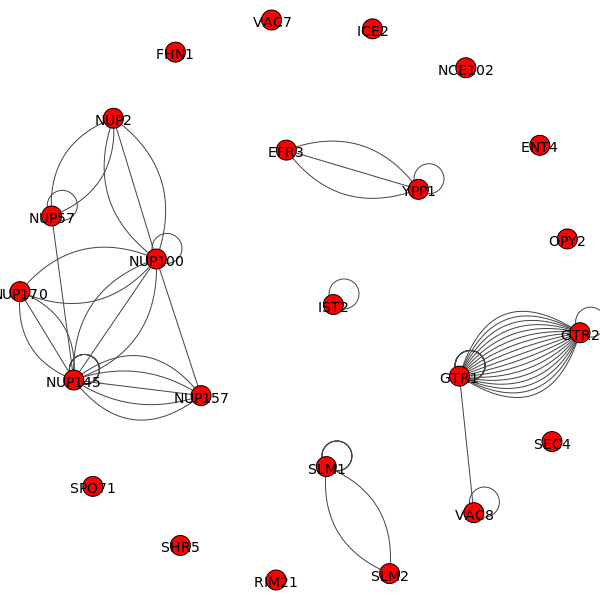 VAC7
ICE2
FHN1
NCE102
NUP2
EFR3
ENT4
YPP1
NUP57
OPY2
NUP100
NUP170
IST2
GTR2
GTR1
NUP145
NUP157
SEC4
SLM1
SPO71
VAC8
SHR5
RIM21
SLM2